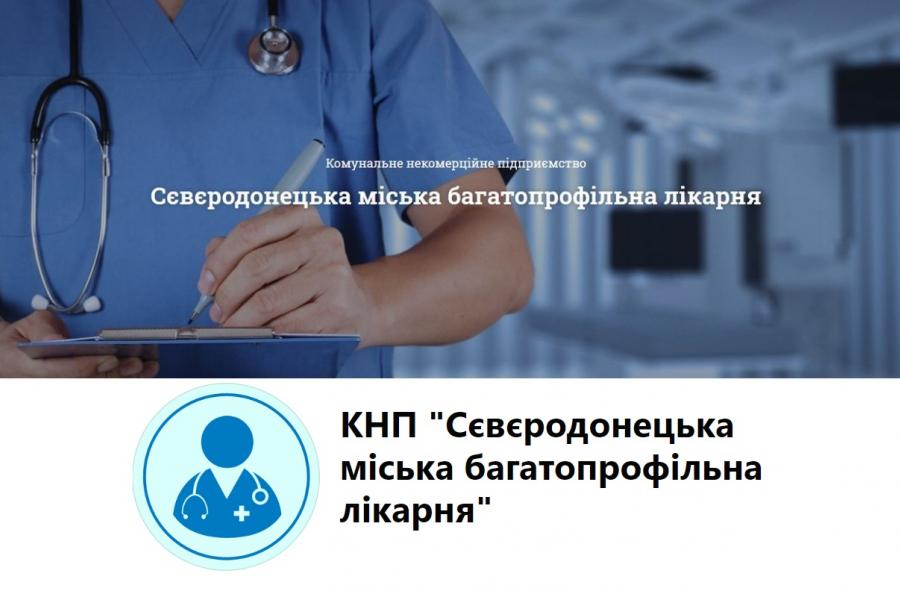 Комунальне некомерційне підприємство
Сєвєродонецька міська багатопрофільна лікарня
КНП "Сєвєродонецька
міська багатопрофільна
лікарня"